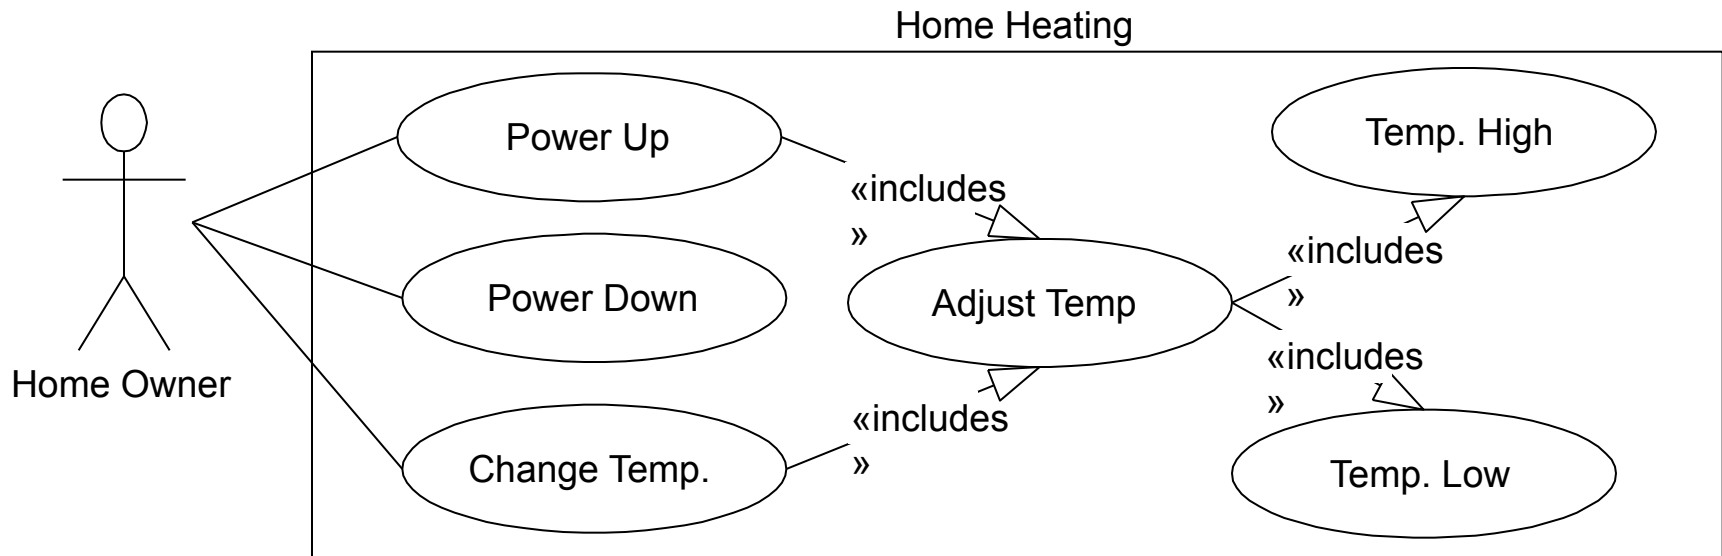 Home Heating
Power Up
Temp. High
«includes
»
«includes
»
Power Down
Adjust Temp
«includes
»
Home Owner
Change Temp.
«includes
»
Temp. Low